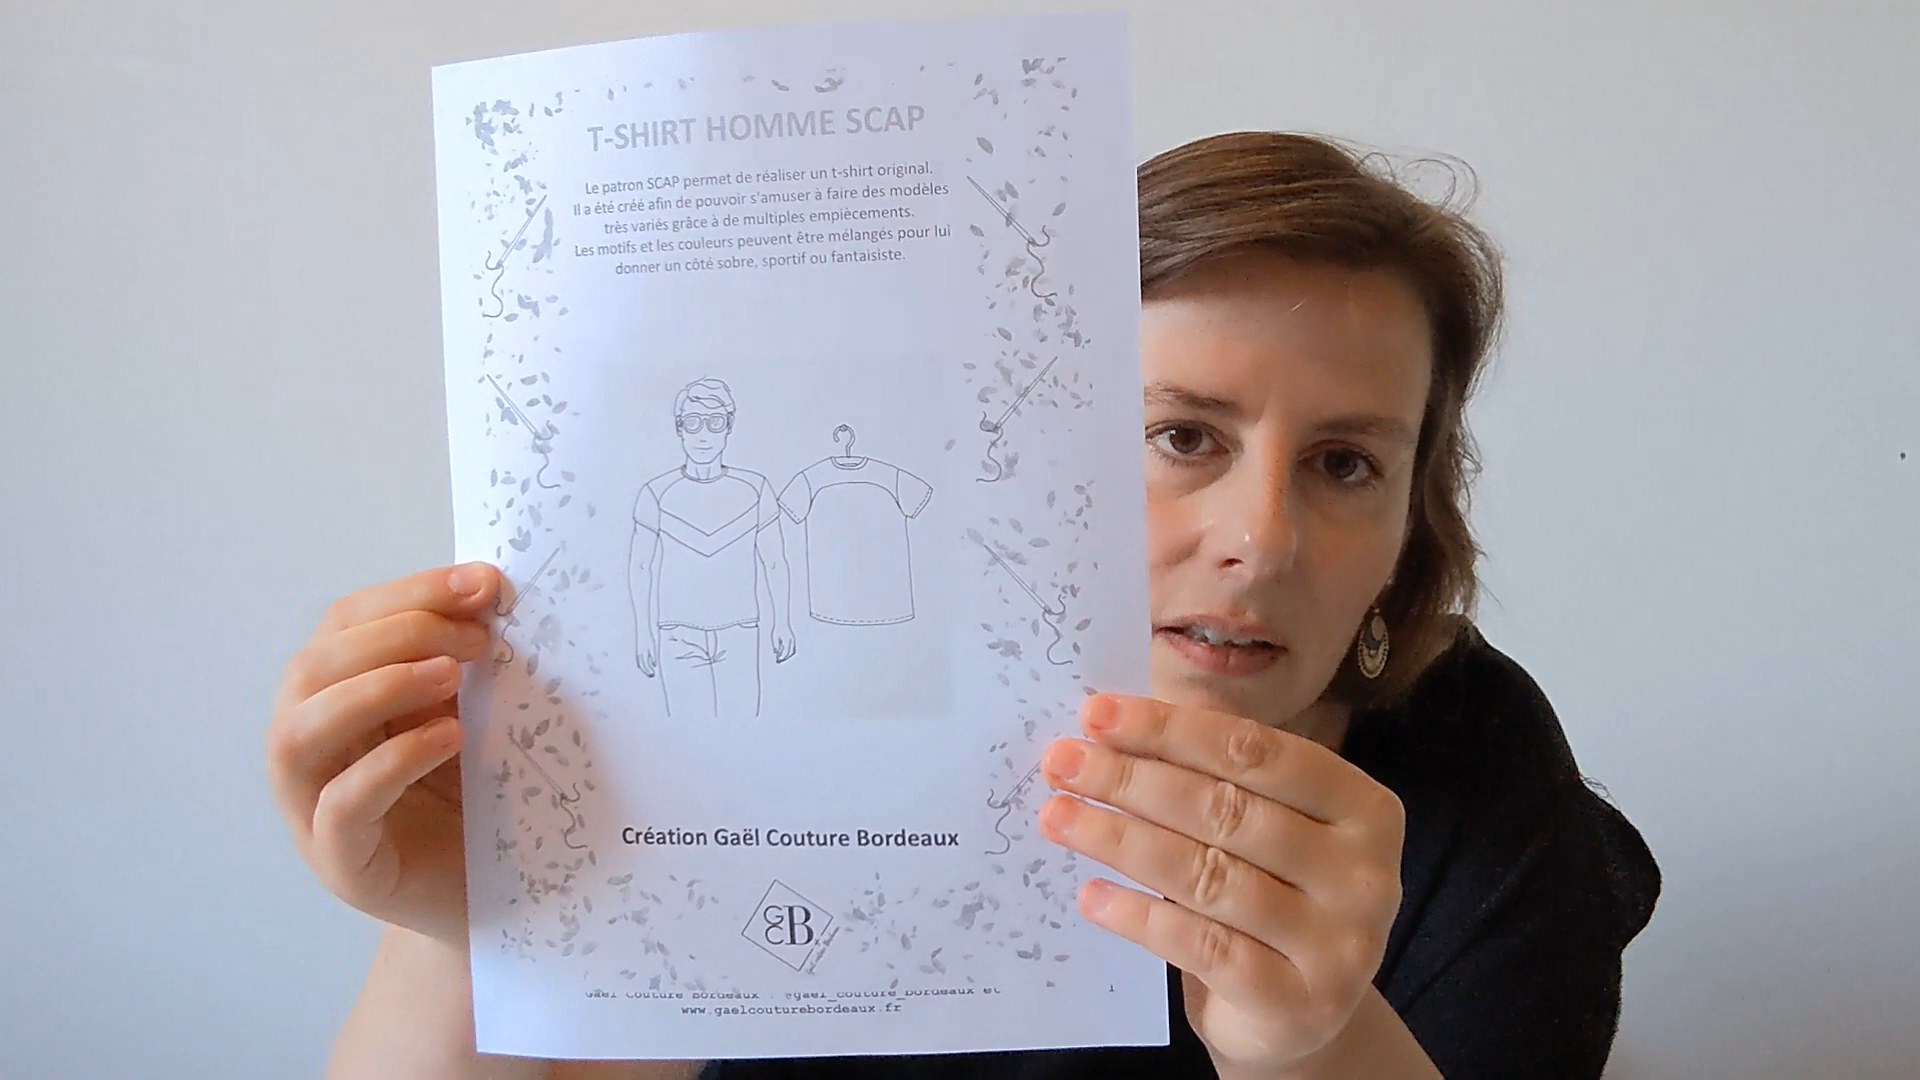 T-SHIRT HOMME SCAP
Le patron SCAP permet de réaliser un t-shirt original.
Il a été créé afin de pouvoir s'amuser à faire des modèles
très variés grâce à de multiples empiècements.
Les motifs et les couleurs peuvent être mélangés pour lui
donner un côté sobre, sportif ou fantaisiste.
Création Gaël Couture Bordeaux
GCB
Gaël Couture Bordeaux . @gael_couture_bordeaux et
1
www.gaelcouturebordeaux.fr